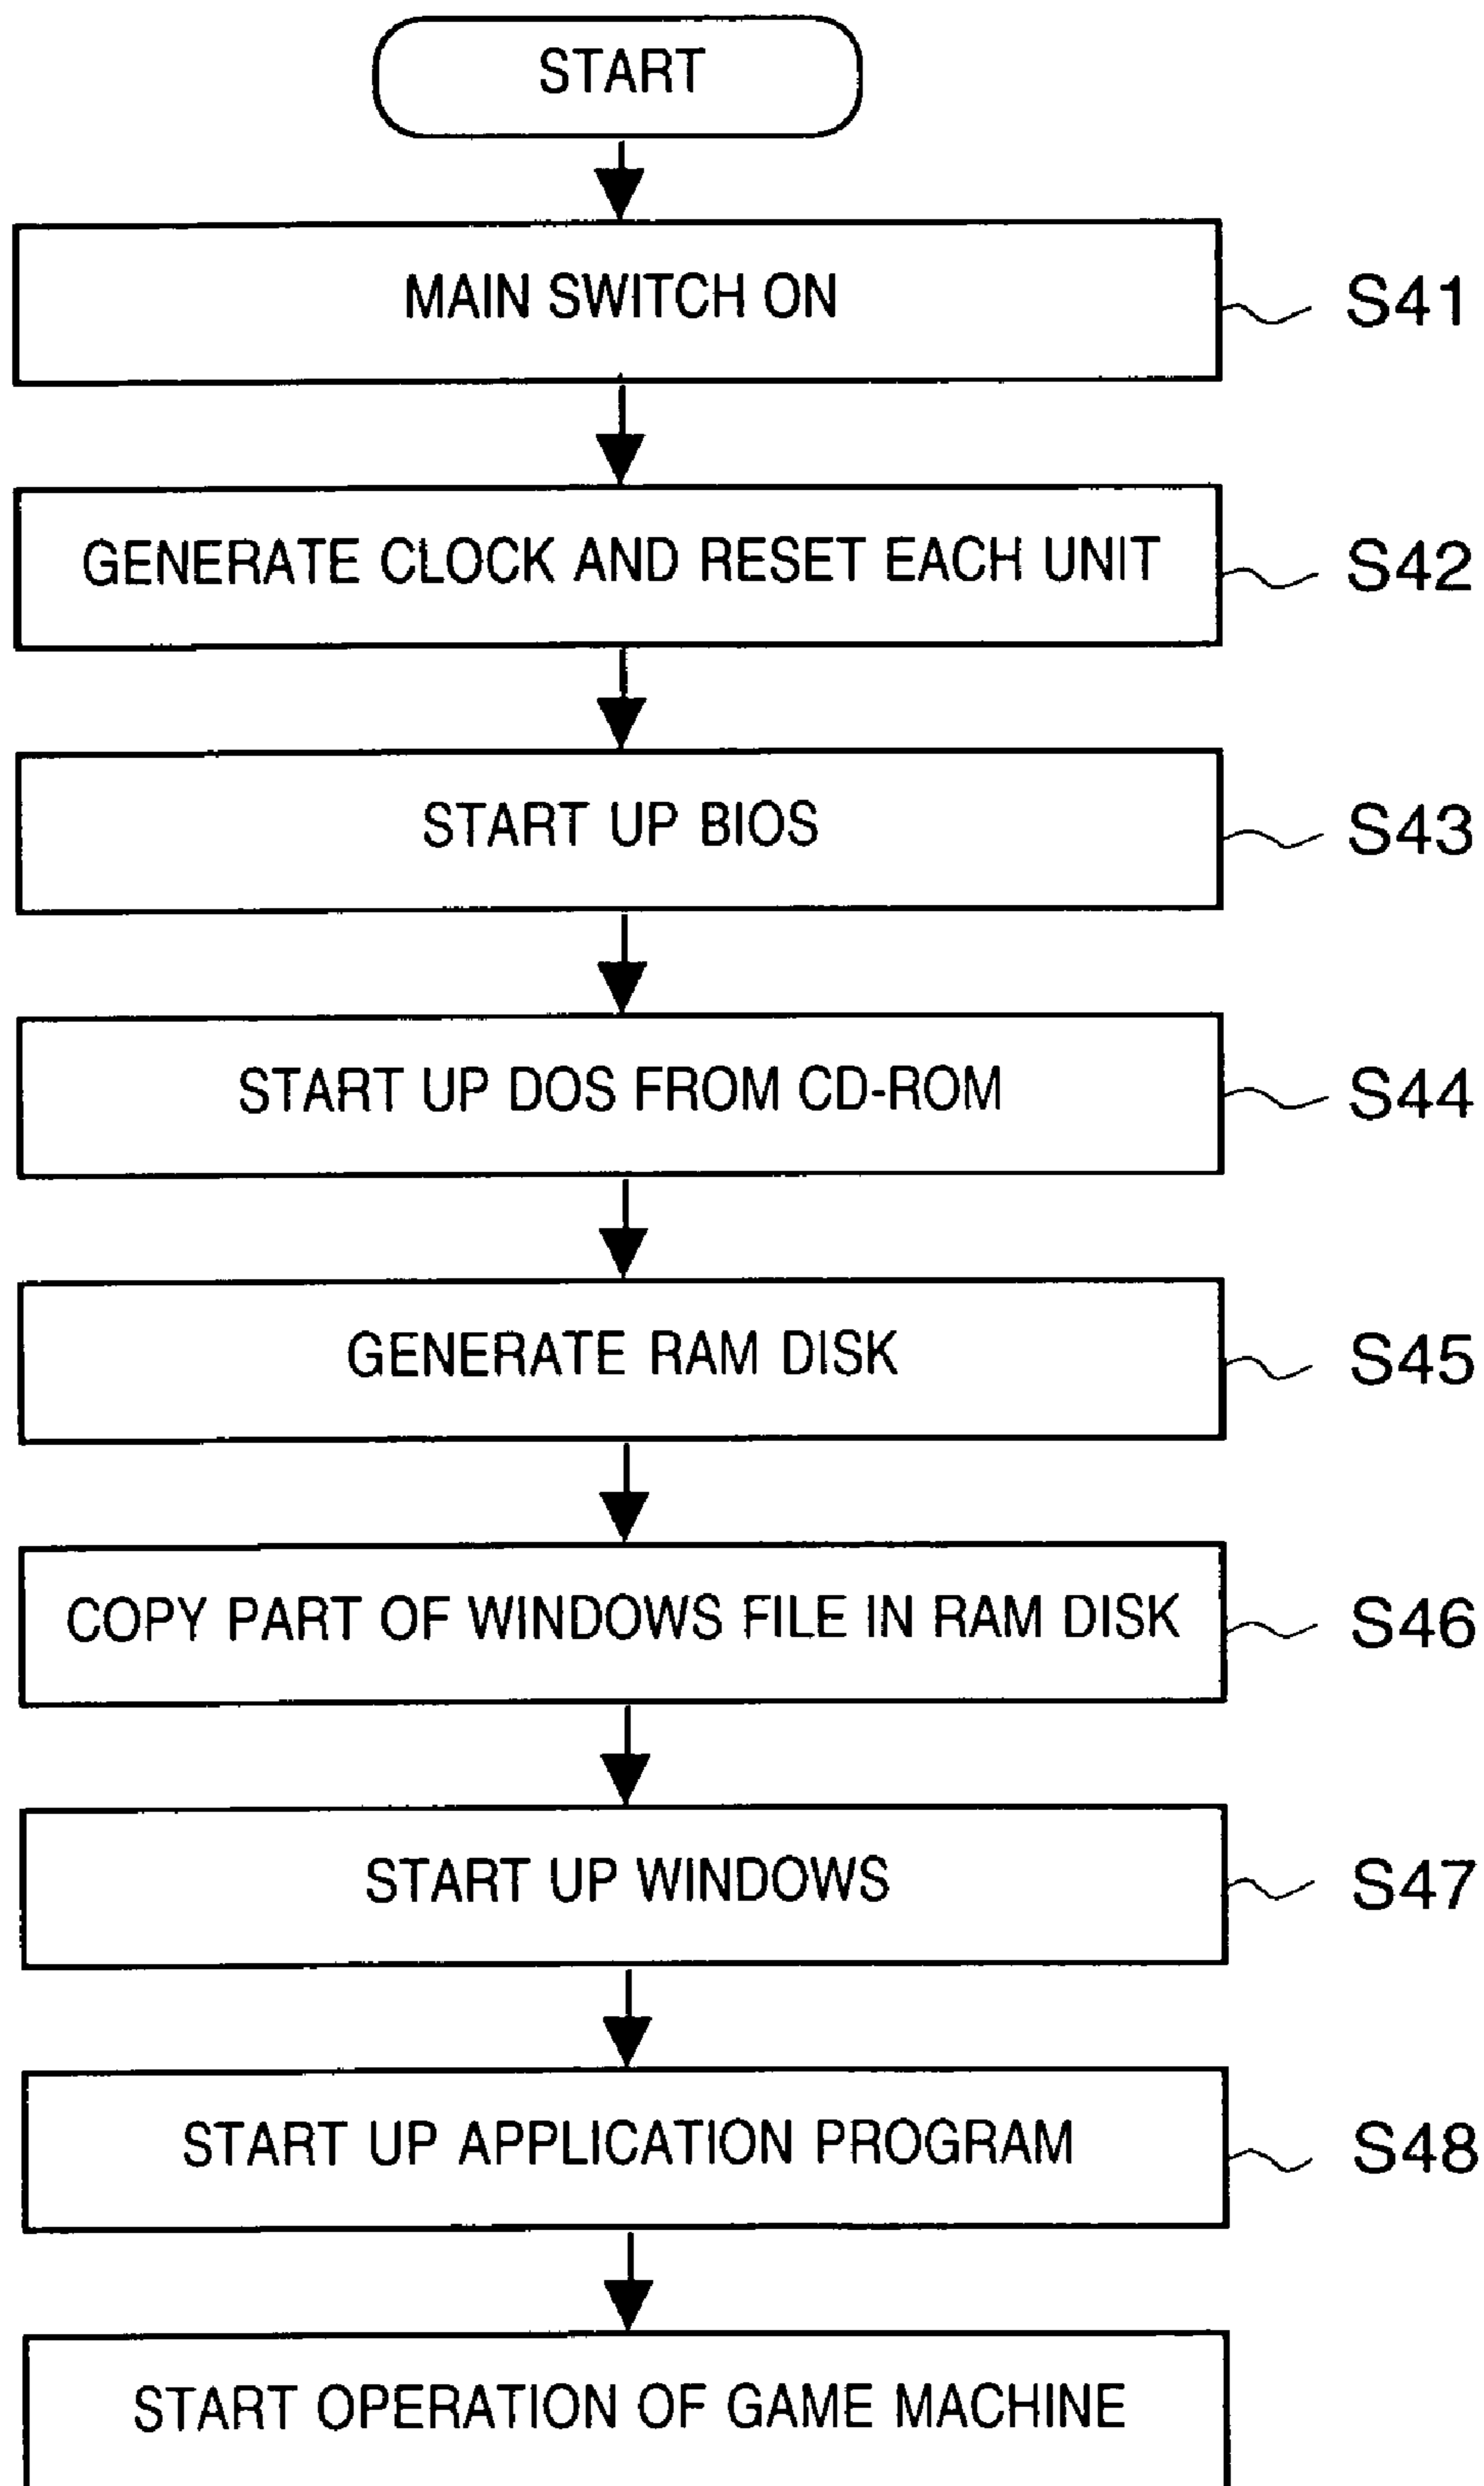 START
MAIN SWITCH ON
S41
GENERATE CLOCK AND RESET EACH UNIT
S42
START UP BIOS
S43
START UP DOS FROM CD-ROM
S44
GENERATE RAM DISK
S45
COPY PART OF WINDOWS FILE IN RAM DISK
S46
START UP WINDOWS
S47
START UP APPLICATION PROGRAM
S48
START OPERATION OF GAME MACHINE